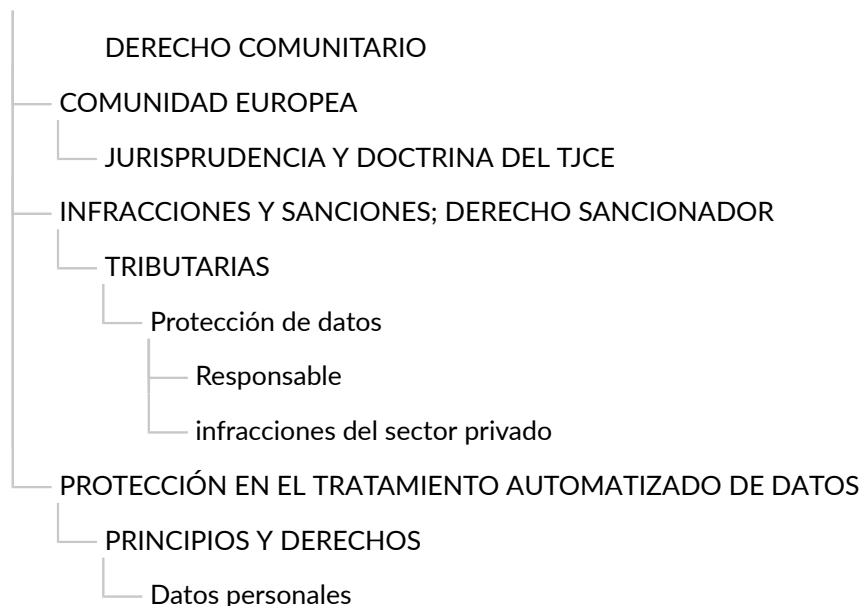 DERECHO COMUNITARIO
COMUNIDAD EUROPEA
JURISPRUDENCIA Y DOCTRINA DEL TJCE
INFRACCIONES Y SANCIONES; DERECHO SANCIONADOR
TRIBUTARIAS
Protección de datos
Responsable
infracciones del sector privado
PROTECCIÓN EN EL TRATAMIENTO AUTOMATIZADO DE DATOS
PRINCIPIOS Y DERECHOS
Datos personales